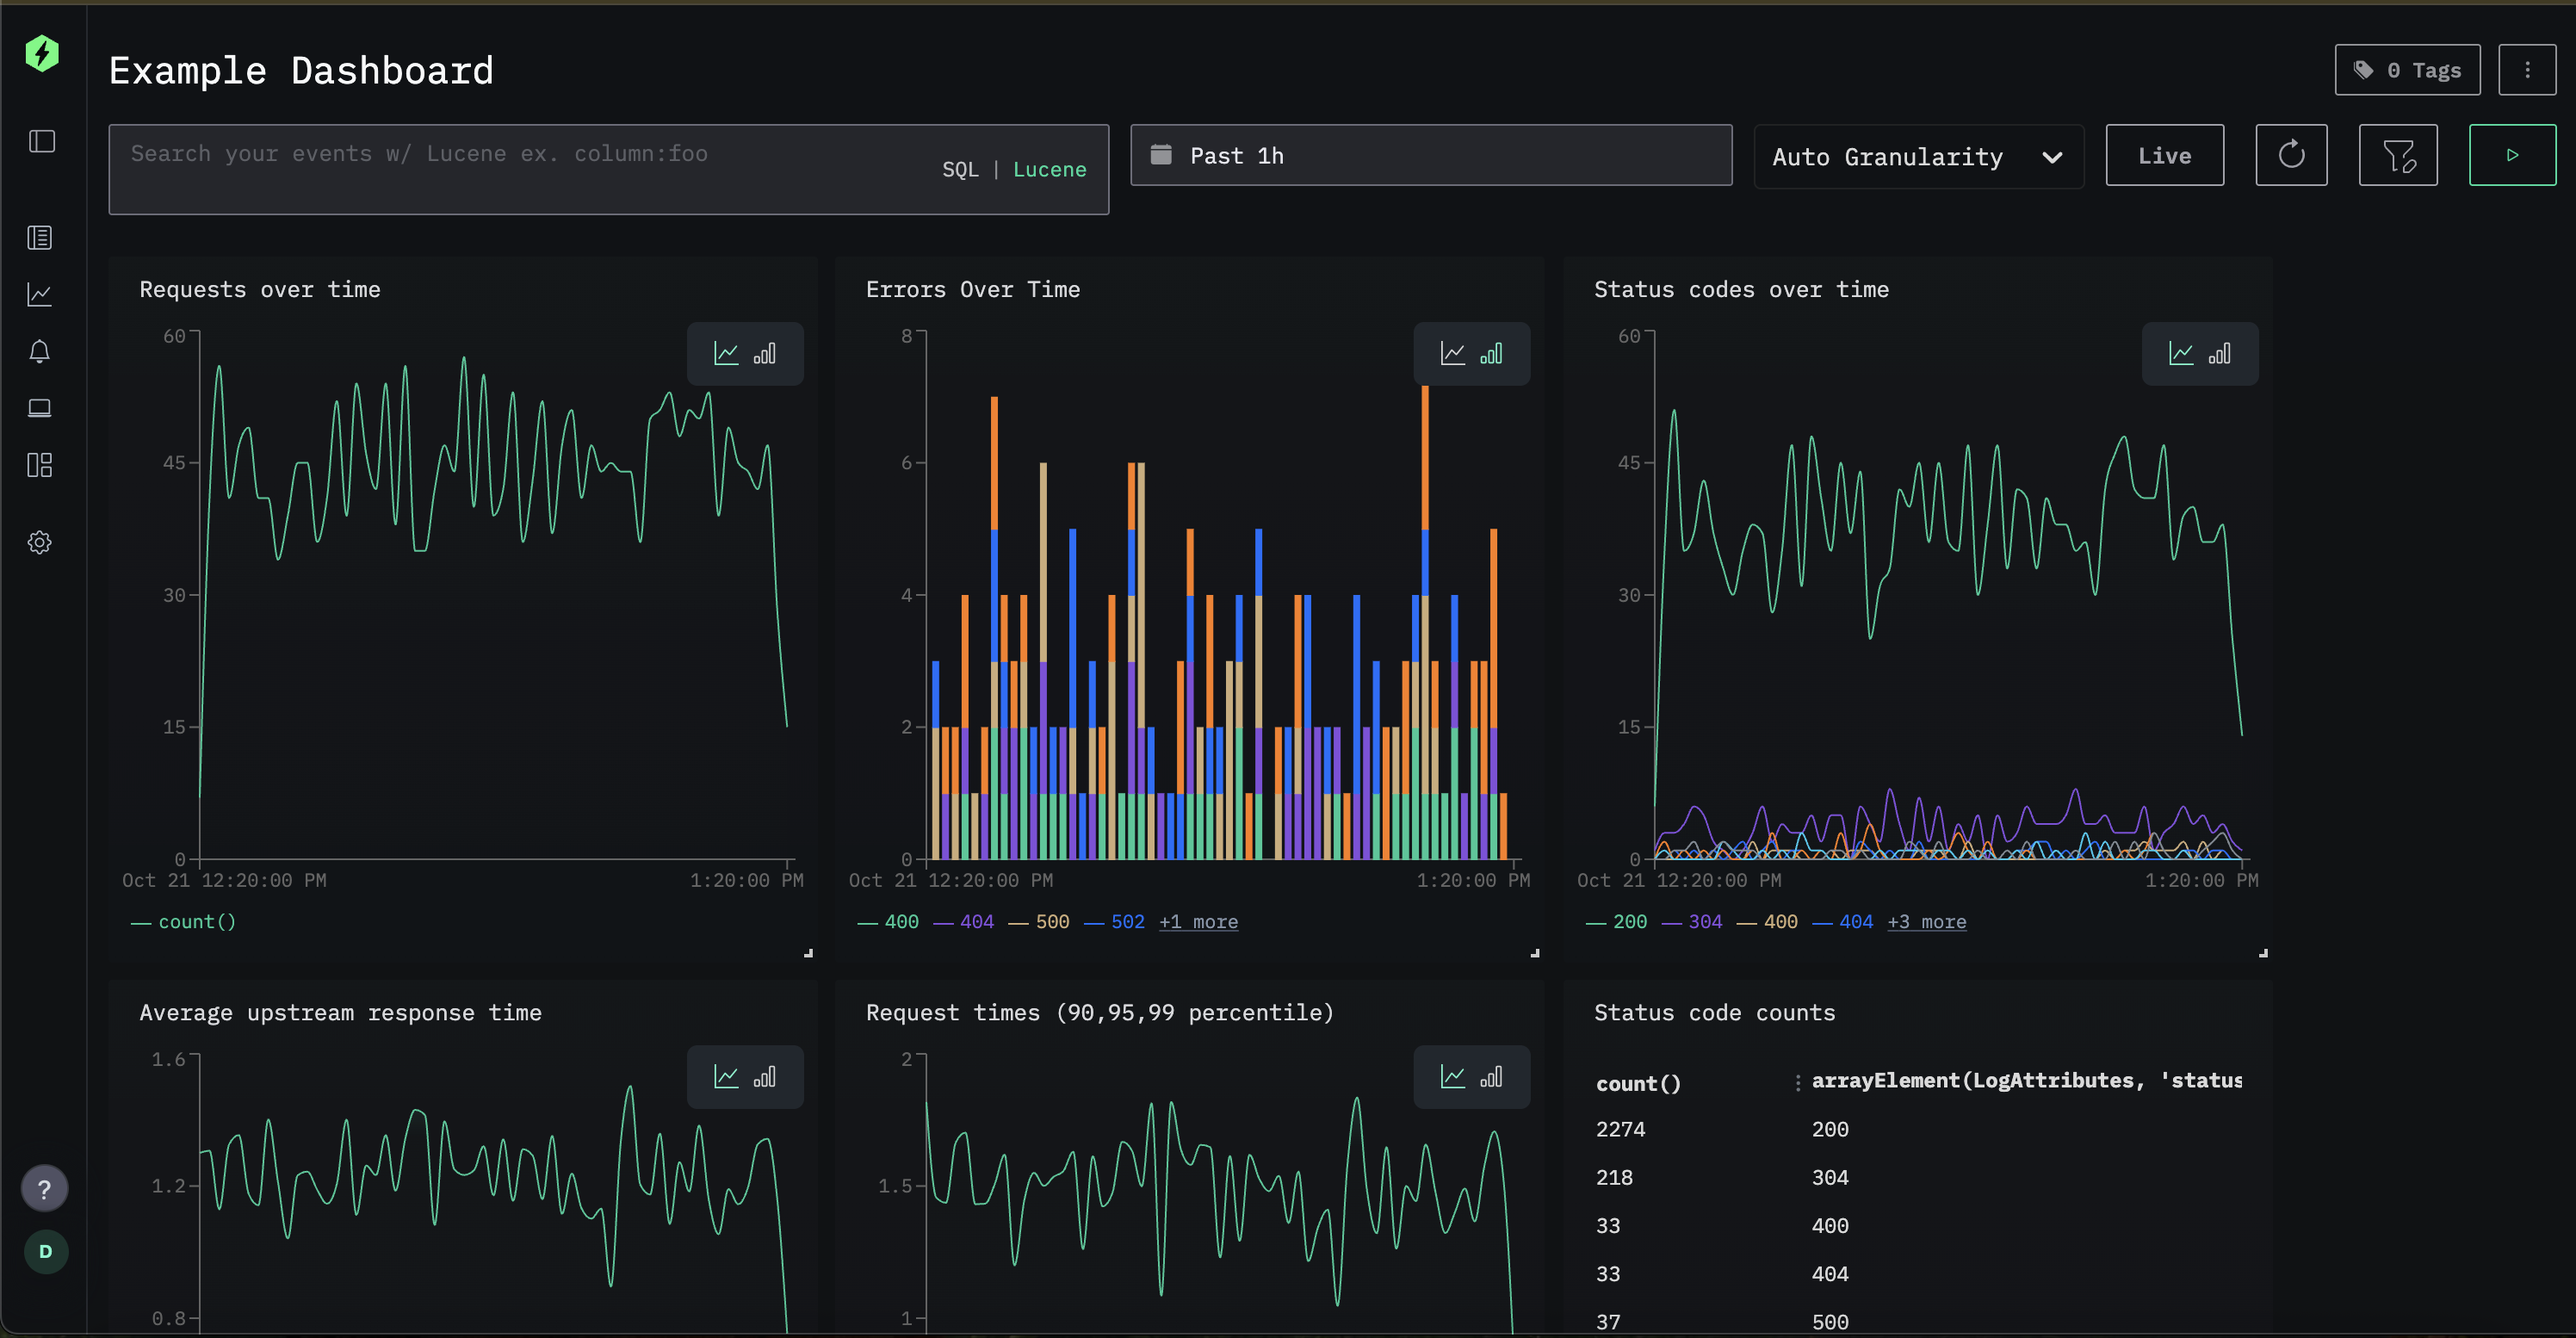 Example Dashboard
0 Tags
Search your events w/ Lucene ex. column:foo
SQL | Lucene
Past 1h
Auto Granularity
Live
Requests over time
60
45
30
15
0
Oct 21 12:20:00 PM
1:20:00 PM
count()
Errors Over Time
8
6
4
2
0
Oct 21 12:20:00 PM
1:20:00 PM
400 404 500 502 +1 more
Status codes over time
60
45
30
15
0
Oct 21 12:20:00 PM
1:20:00 PM
200 304 400 404 +3 more
Average upstream response time
1.6
1.2
0.8
Request times (90,95,99 percentile)
2
1.5
1
Status code counts
count() arrayElement(LogAttributes, 'status
2274 200
218 304
33 400
33 404
37 500
?
D